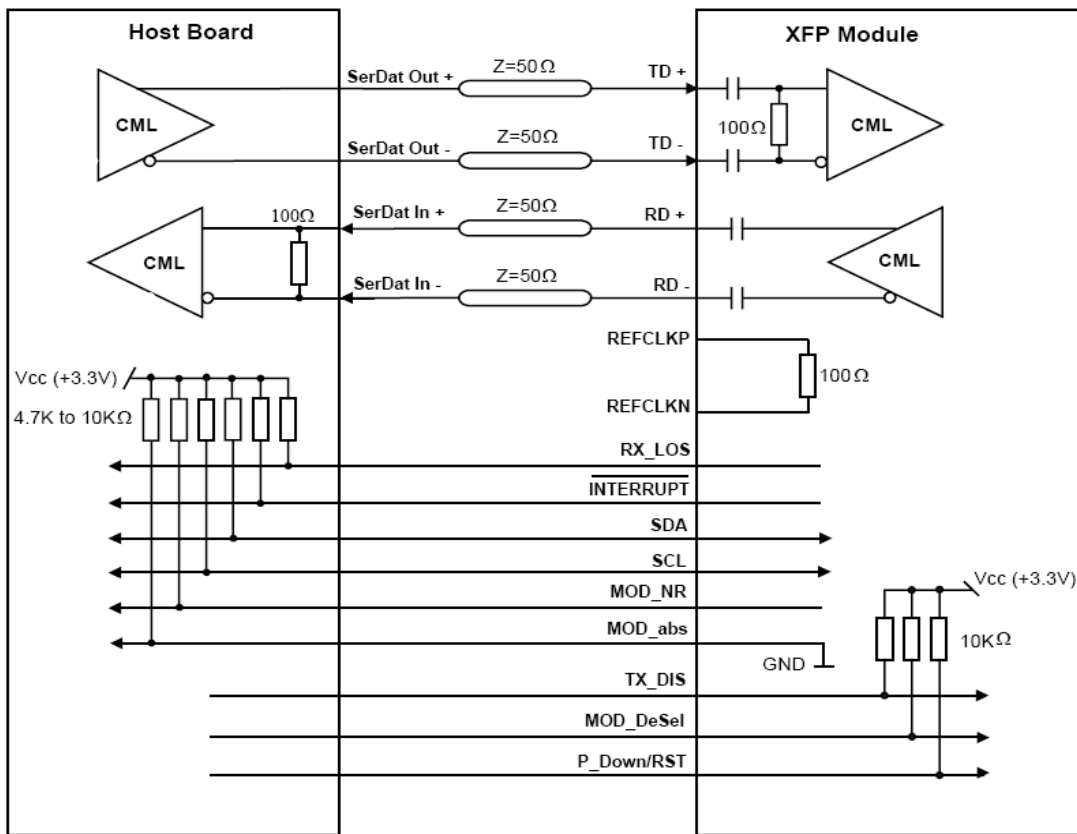 Host Board
XFP Module
SerDat Out +
Z=50Ω
TD +
CML
100Ω
CML
SerDat Out -
Z=50Ω
TD -
100Ω
SerDat In +
Z=50Ω
RD +
CML
CML
SerDat In -
Z=50Ω
RD -
REFCLKP
Vcc (+3.3V)
100Ω
4.7K to 10KΩ
REFCLKN
RX_LOS
INTERRUPT
SDA
SCL
Vcc (+3.3V)
MOD_NR
MOD_abs
10KΩ
GND
TX_DIS
MOD_DeSel
P_Down/RST